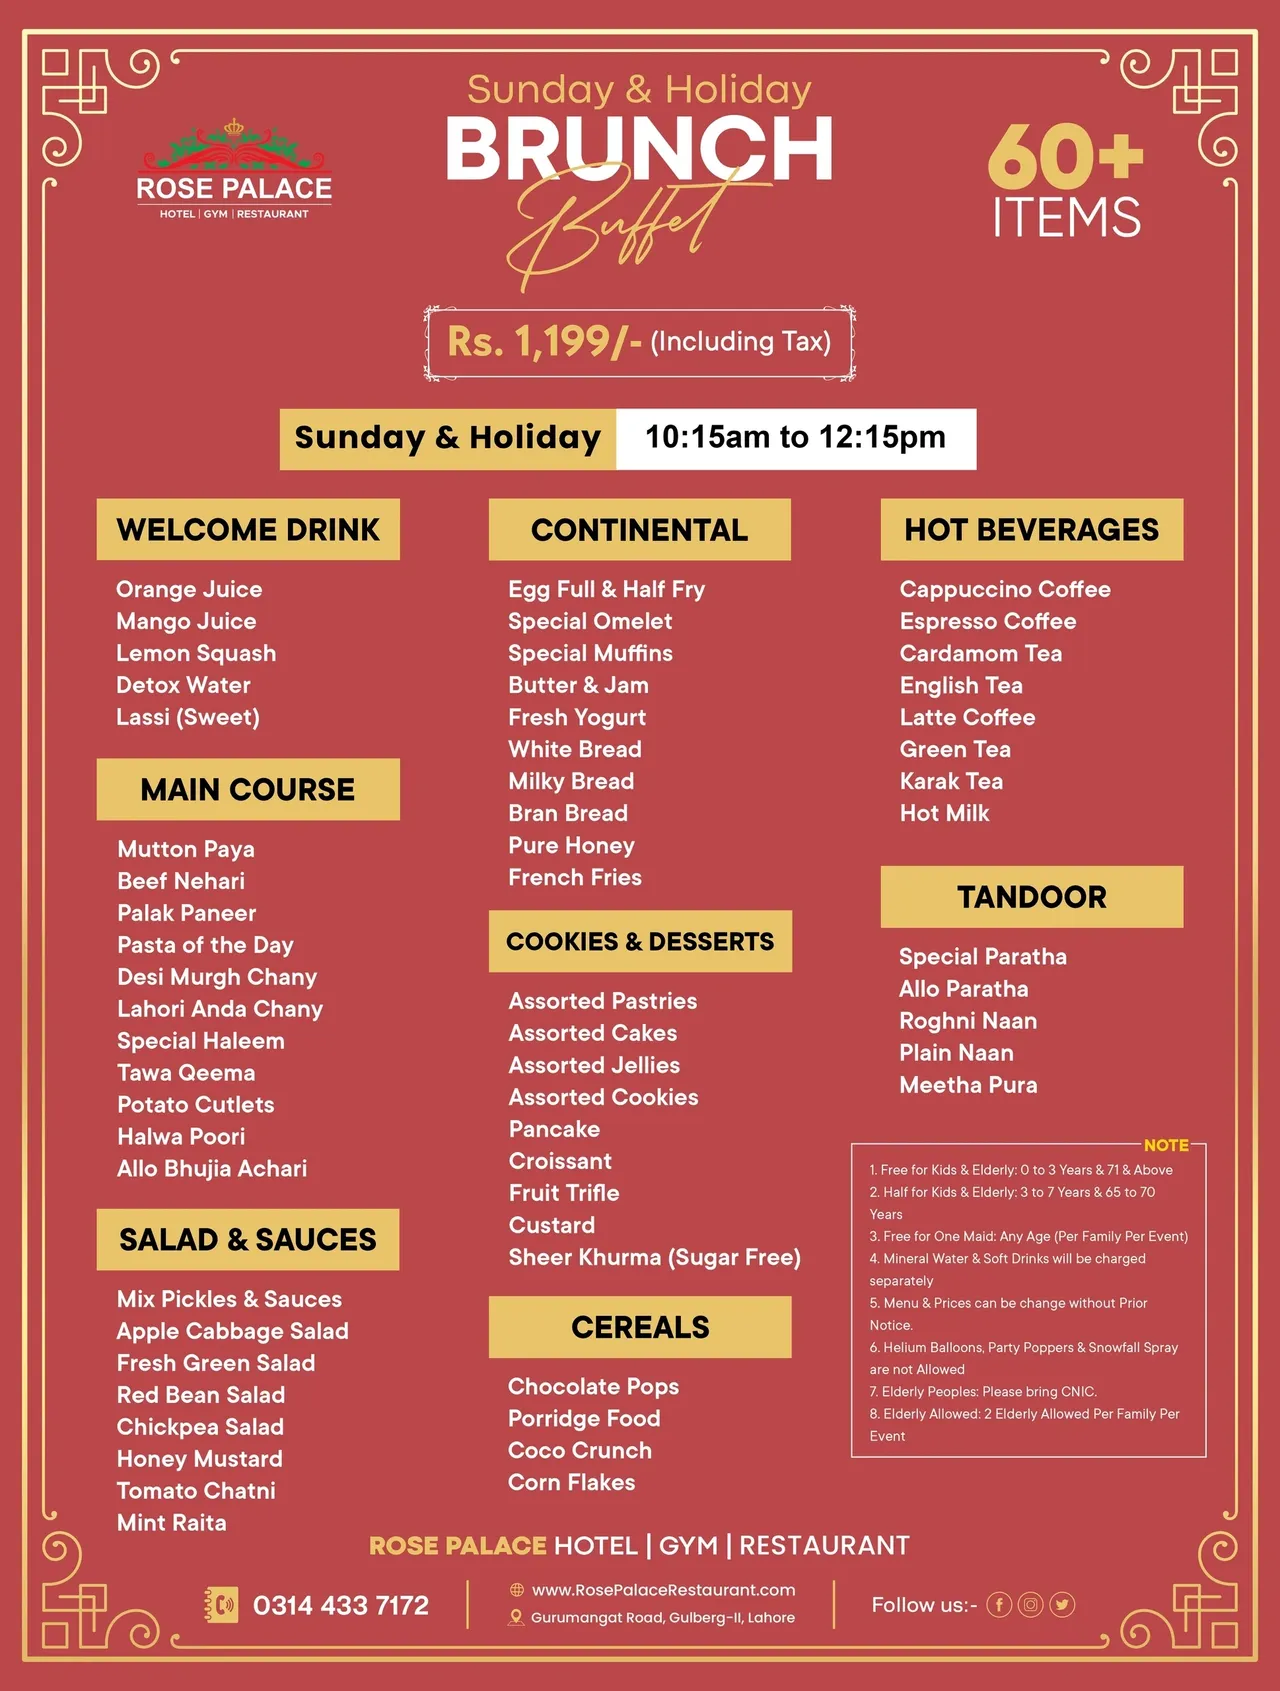 Sunday & Holiday
BRUNCH
Buffet
ROSE PALACE
HOTEL | GYM | RESTAURANT
60+
ITEMS
Rs. 1,199/- (Including Tax)
Sunday & Holiday 10:15am to 12:15pm
WELCOME DRINK
Orange Juice
Mango Juice
Lemon Squash
Detox Water
Lassi (Sweet)
MAIN COURSE
Mutton Paya
Beef Nehari
Palak Paneer
Pasta of the Day
Desi Murgh Chany
Lahori Anda Chany
Special Haleem
Tawa Qeema
Potato Cutlets
Halwa Poori
Allo Bhujia Achari
SALAD & SAUCES
Mix Pickles & Sauces
Apple Cabbage Salad
Fresh Green Salad
Red Bean Salad
Chickpea Salad
Honey Mustard
Tomato Chatni
Mint Raita
CONTINENTAL
Egg Full & Half Fry
Special Omelet
Special Muffins
Butter & Jam
Fresh Yogurt
White Bread
Milky Bread
Bran Bread
Pure Honey
French Fries
COOKIES & DESSERTS
Assorted Pastries
Assorted Cakes
Assorted Jellies
Assorted Cookies
Pancake
Croissant
Fruit Trifle
Custard
Sheer Khurma (Sugar Free)
CEREALS
Chocolate Pops
Porridge Food
Coco Crunch
Corn Flakes
HOT BEVERAGES
Cappuccino Coffee
Espresso Coffee
Cardamom Tea
English Tea
Latte Coffee
Green Tea
Karak Tea
Hot Milk
TANDOOR
Special Paratha
Allo Paratha
Roghni Naan
Plain Naan
Meetha Pura
NOTE
1. Free for Kids & Elderly: 0 to 3 Years & 71 & Above
2. Half for Kids & Elderly: 3 to 7 Years & 65 to 70
Years
3. Free for One Maid: Any Age (Per Family Per Event)
4. Mineral Water & Soft Drinks will be charged
separately
5. Menu & Prices can be change without Prior
Notice.
6. Helium Balloons, Party Poppers & Snowfall Spray
are not Allowed
7. Elderly Peoples: Please bring CNIC.
8. Elderly Allowed: 2 Elderly Allowed Per Family Per
Event
ROSE PALACE HOTEL | GYM | RESTAURANT
0314 433 7172
www.RosePalaceRestaurant.com
Gurumangat Road, Gulberg-II, Lahore
Follow us:-